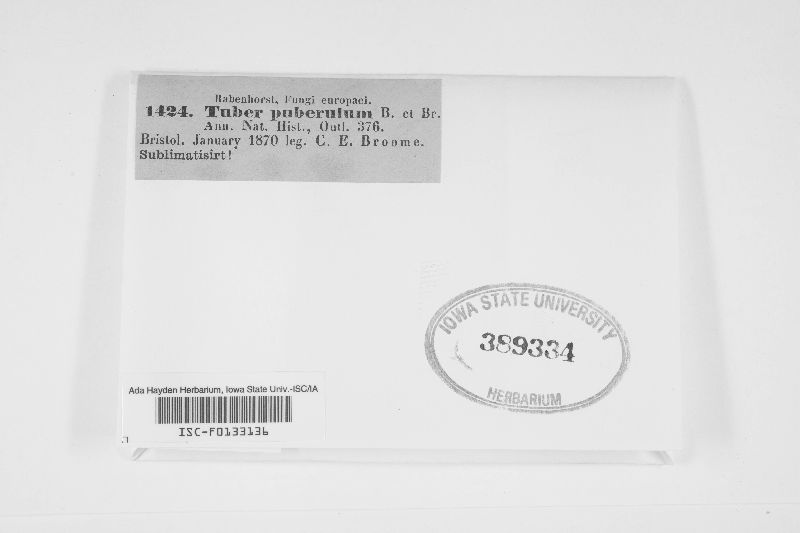 Rabenhorst, Fungi europaei.
1424. Tuber puberulum B. et Br.
Ann. Nat. Hist., Outl. 376.
Bristol. January 1870 leg. C. E. Broome.
Sublimatisirt!
IOWA STATE UNIVERSITY
389334
HERBARIUM
Ada Hayden Herbarium, Iowa State Univ.-ISC/IA
ISC-F0133136